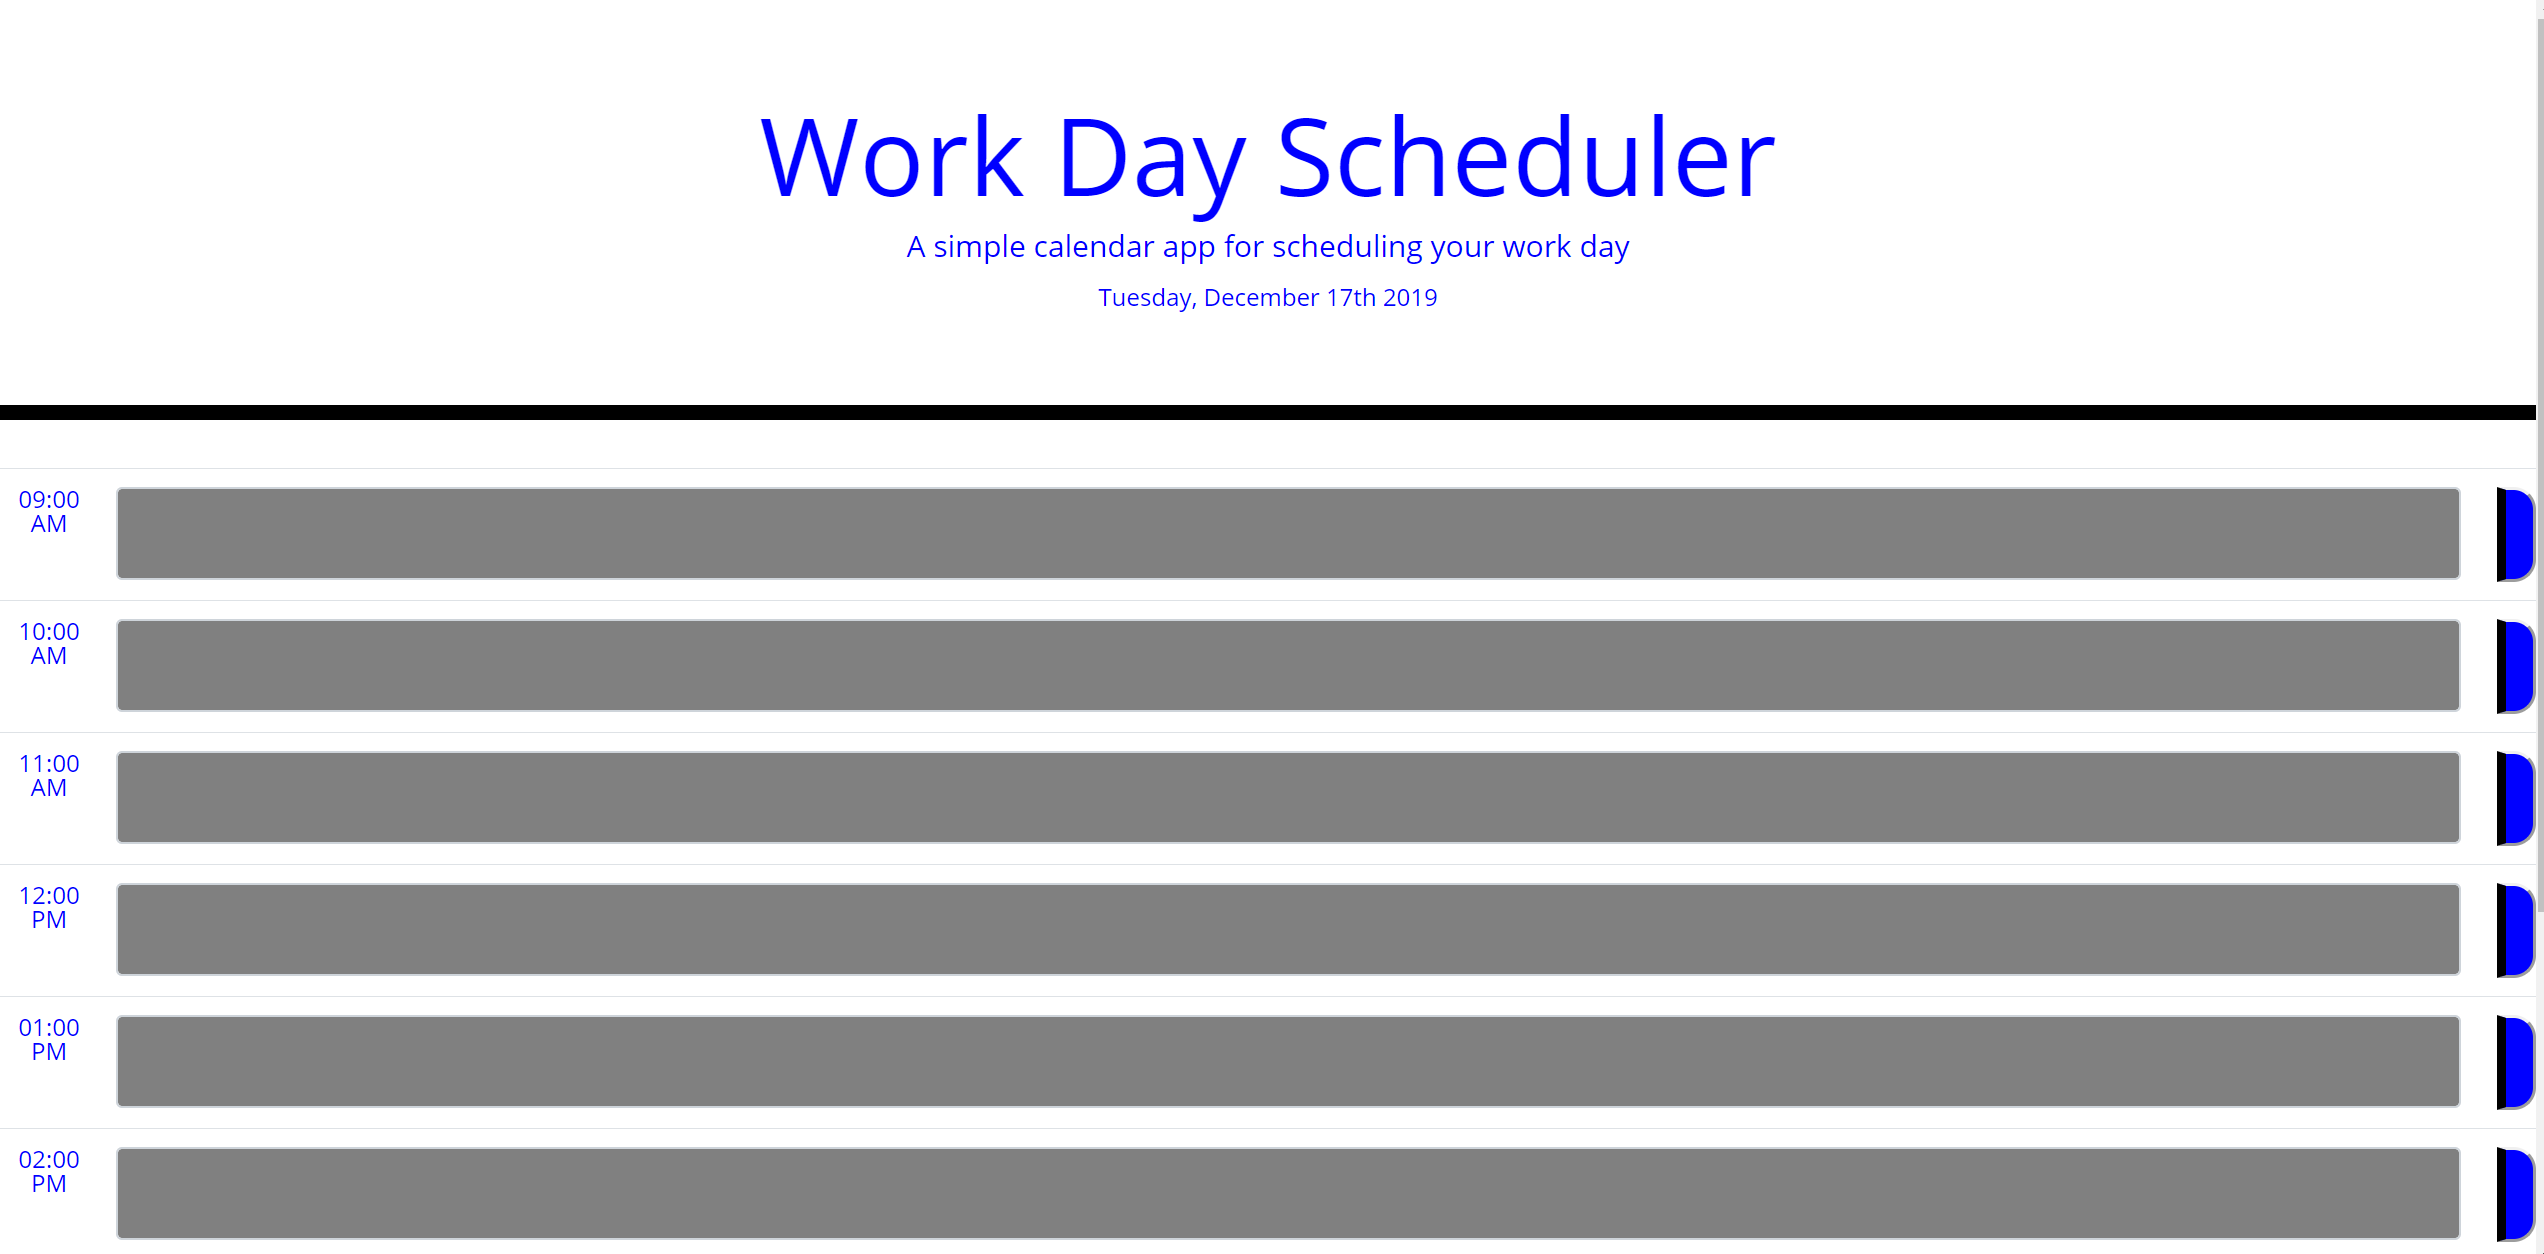 Work Day Scheduler
A simple calendar app for scheduling your work day
Tuesday, December 17th 2019
09:00
AM
10:00
AM
11:00
AM
12:00
PM
01:00
PM
02:00
PM